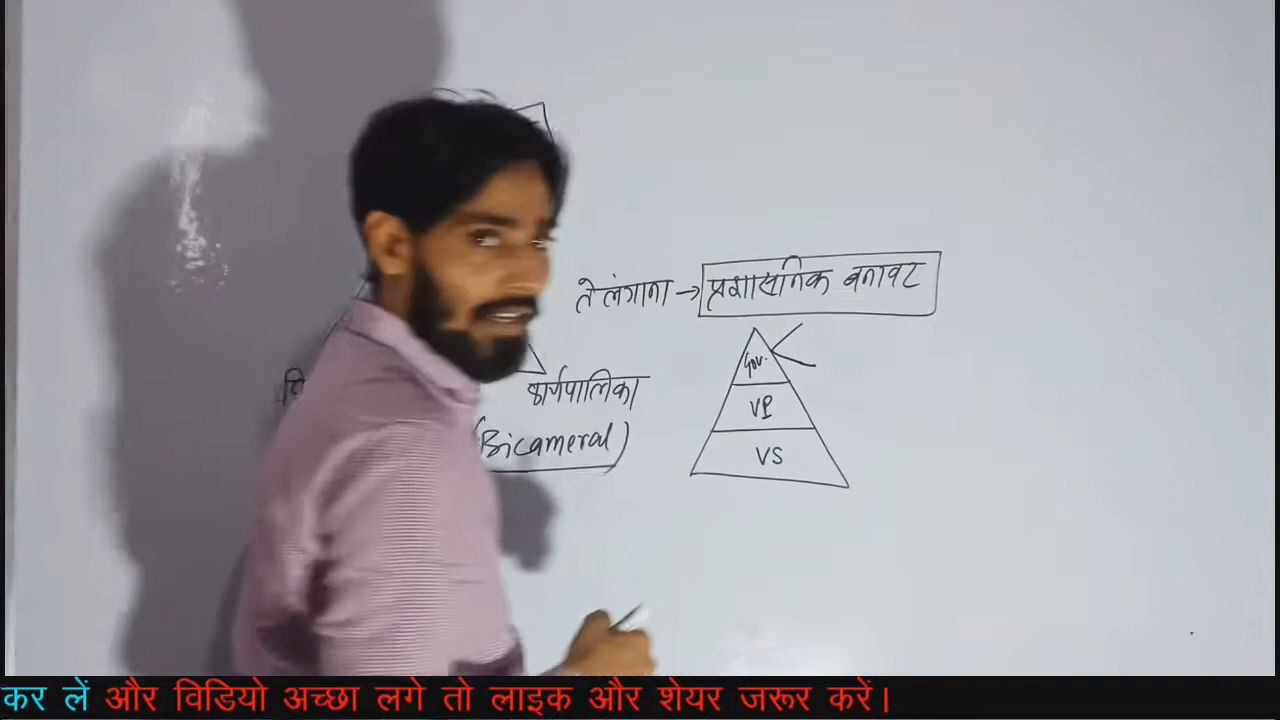 तेलंगाना → प्रशासनिक बनावट
Gov.
VP
VS
कार्यपालिका
(Bicameral)
कर लें और विडियो अच्छा लगे तो लाइक और शेयर जरूर करें।